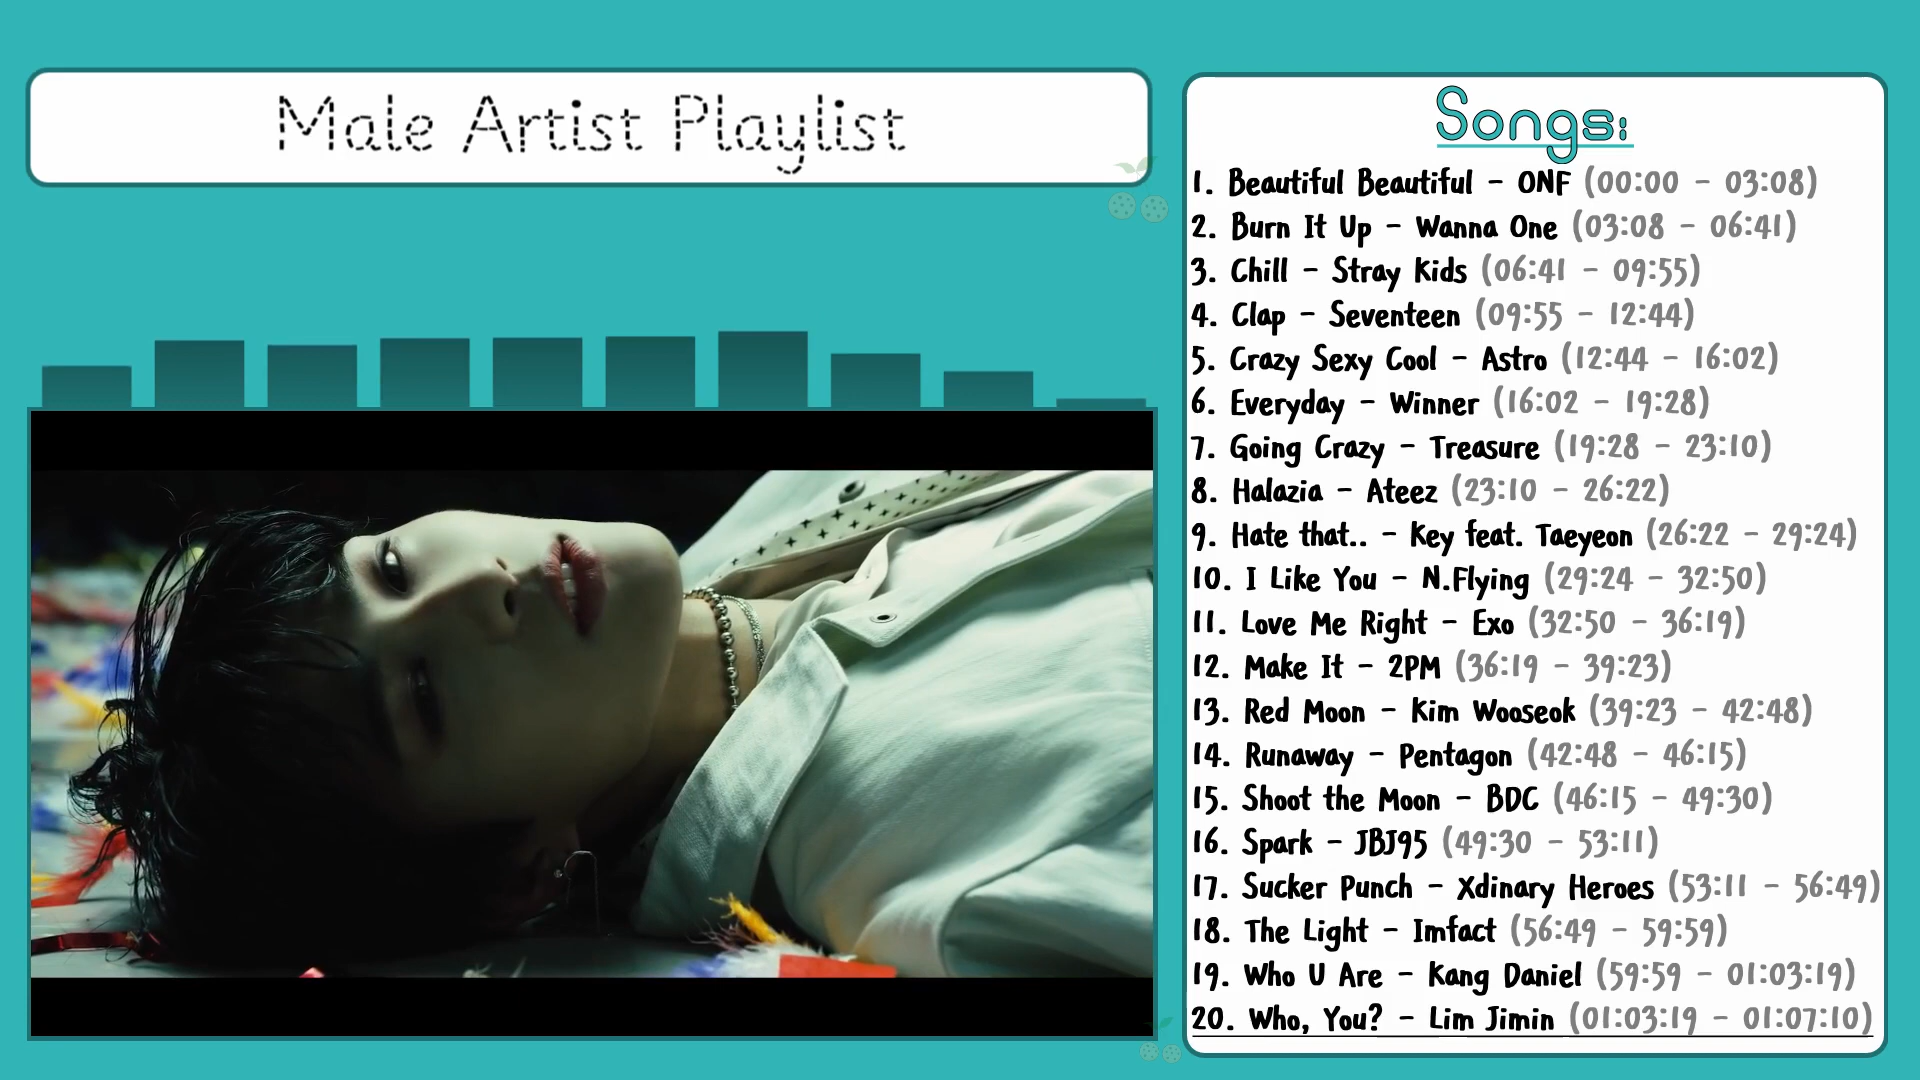 Male Artist Playlist
Songs:
1. Beautiful Beautiful - ONF (00:00 - 03:08)
2. Burn It Up - Wanna One (03:08 - 06:41)
3. Chill - Stray Kids (06:41 - 09:55)
4. Clap - Seventeen (09:55 - 12:44)
5. Crazy Sexy Cool - Astro (12:44 - 16:02)
6. Everyday - Winner (16:02 - 19:28)
7. Going Crazy - Treasure (19:28 - 23:10)
8. Halazia - Ateez (23:10 - 26:22)
9. Hate that.. - Key feat. Taeyeon (26:22 - 29:24)
10. I Like You - N.Flying (29:24 - 32:50)
11. Love Me Right - Exo (32:50 - 36:19)
12. Make It - 2PM (36:19 - 39:23)
13. Red Moon - Kim Wooseok (39:23 - 42:48)
14. Runaway - Pentagon (42:48 - 46:15)
15. Shoot the Moon - BDC (46:15 - 49:30)
16. Spark - JBJ95 (49:30 - 53:11)
17. Sucker Punch - Xdinary Heroes (53:11 - 56:49)
18. The Light - Imfact (56:49 - 59:59)
19. Who U Are - Kang Daniel (59:59 - 01:03:19)
20. Who, You? - Lim Jimin (01:03:19 - 01:07:10)